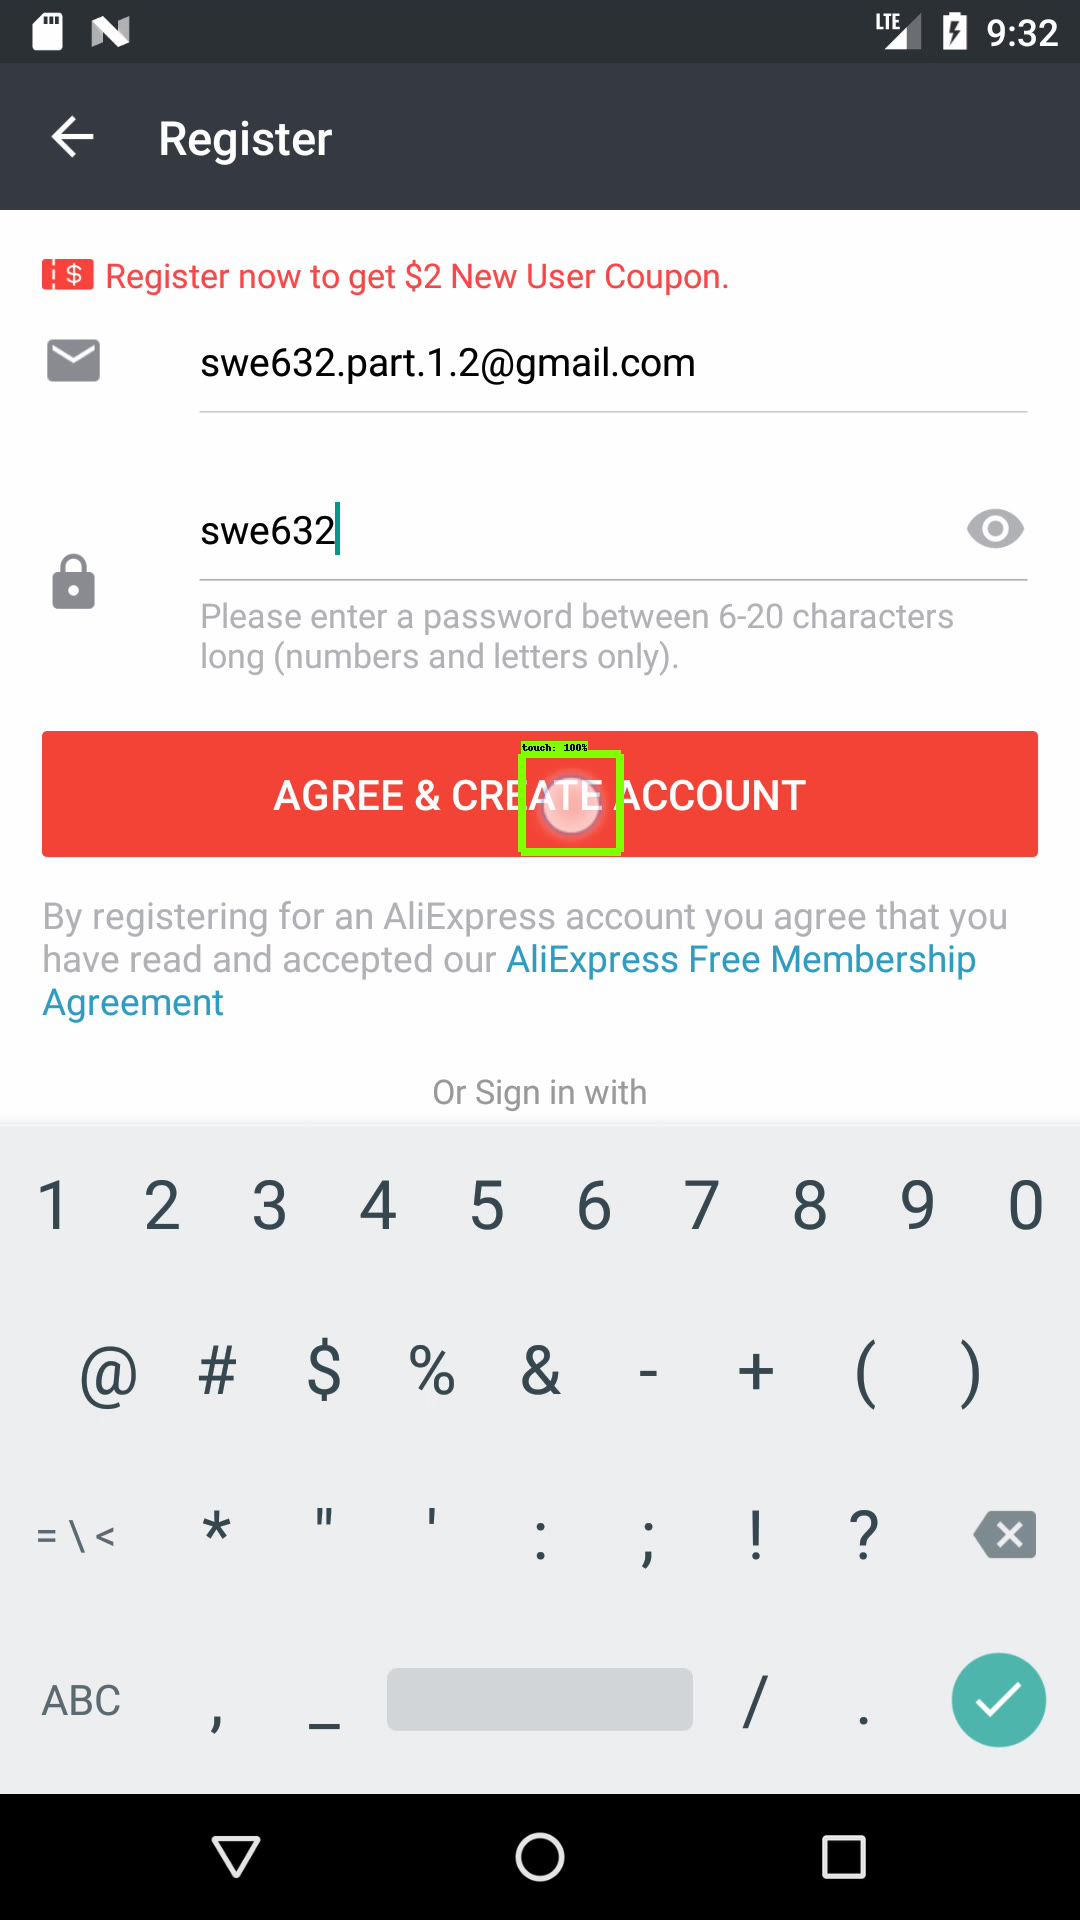 LTE 9:32
Register
$ Register now to get $2 New User Coupon.
swe632.part.1.2@gmail.com
swe632
Please enter a password between 6-20 characters
long (numbers and letters only).
touch: 100%
AGREE & CREATE ACCOUNT
By registering for an AliExpress account you agree that you
have read and accepted our AliExpress Free Membership
Agreement
Or Sign in with
1 2 3 4 5 6 7 8 9 0
@ # $ % & - + ( )
= \ < * " ' : ; ! ?
ABC , _ / .